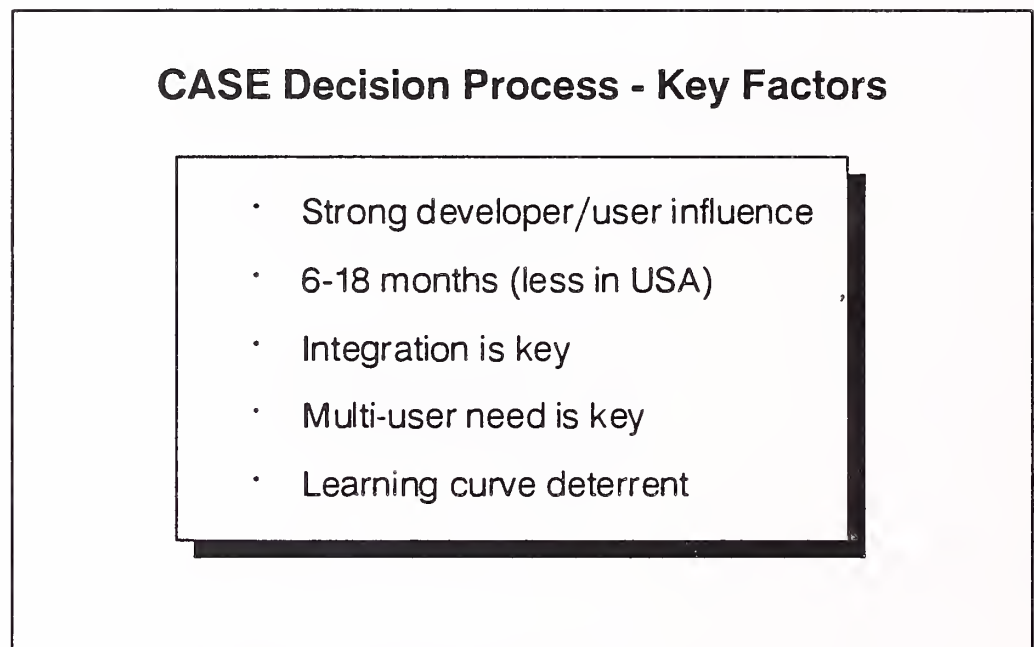 CASE Decision Process - Key Factors
· Strong developer/user influence
· 6-18 months (less in USA)
· Integration is key
· Multi-user need is key
· Learning curve deterrent